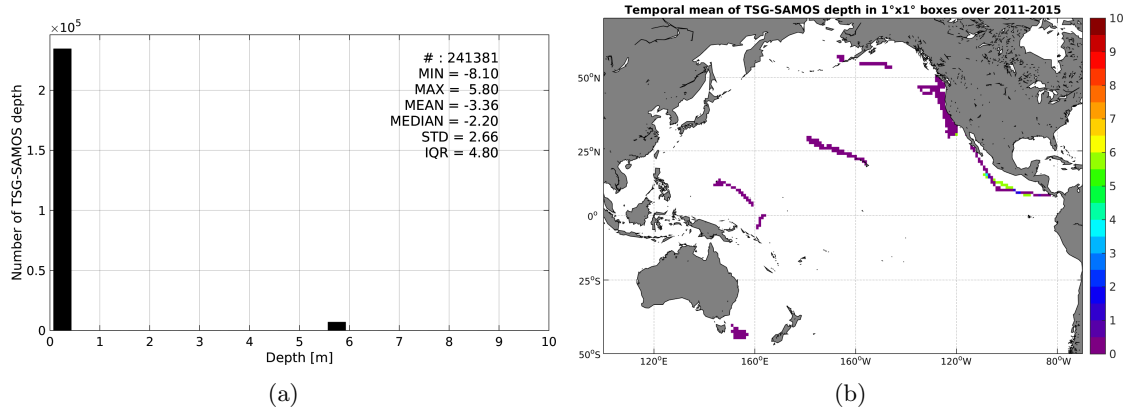 ×10⁵
Number of TSG-SAMOS depth
2
1.5
1
0.5
0
# : 241381
MIN = -8.10
MAX = 5.80
MEAN = -3.36
MEDIAN = -2.20
STD = 2.66
IQR = 4.80
0 1 2 3 4 5 6 7 8 9 10
Depth [m]
(a)
Temporal mean of TSG-SAMOS depth in 1°x1° boxes over 2011-2015
50°N
25°N
0°
25°S
50°S
120°E 160°E 160°W 120°W 80°W
10
9
8
7
6
5
4
3
2
1
0
(b)